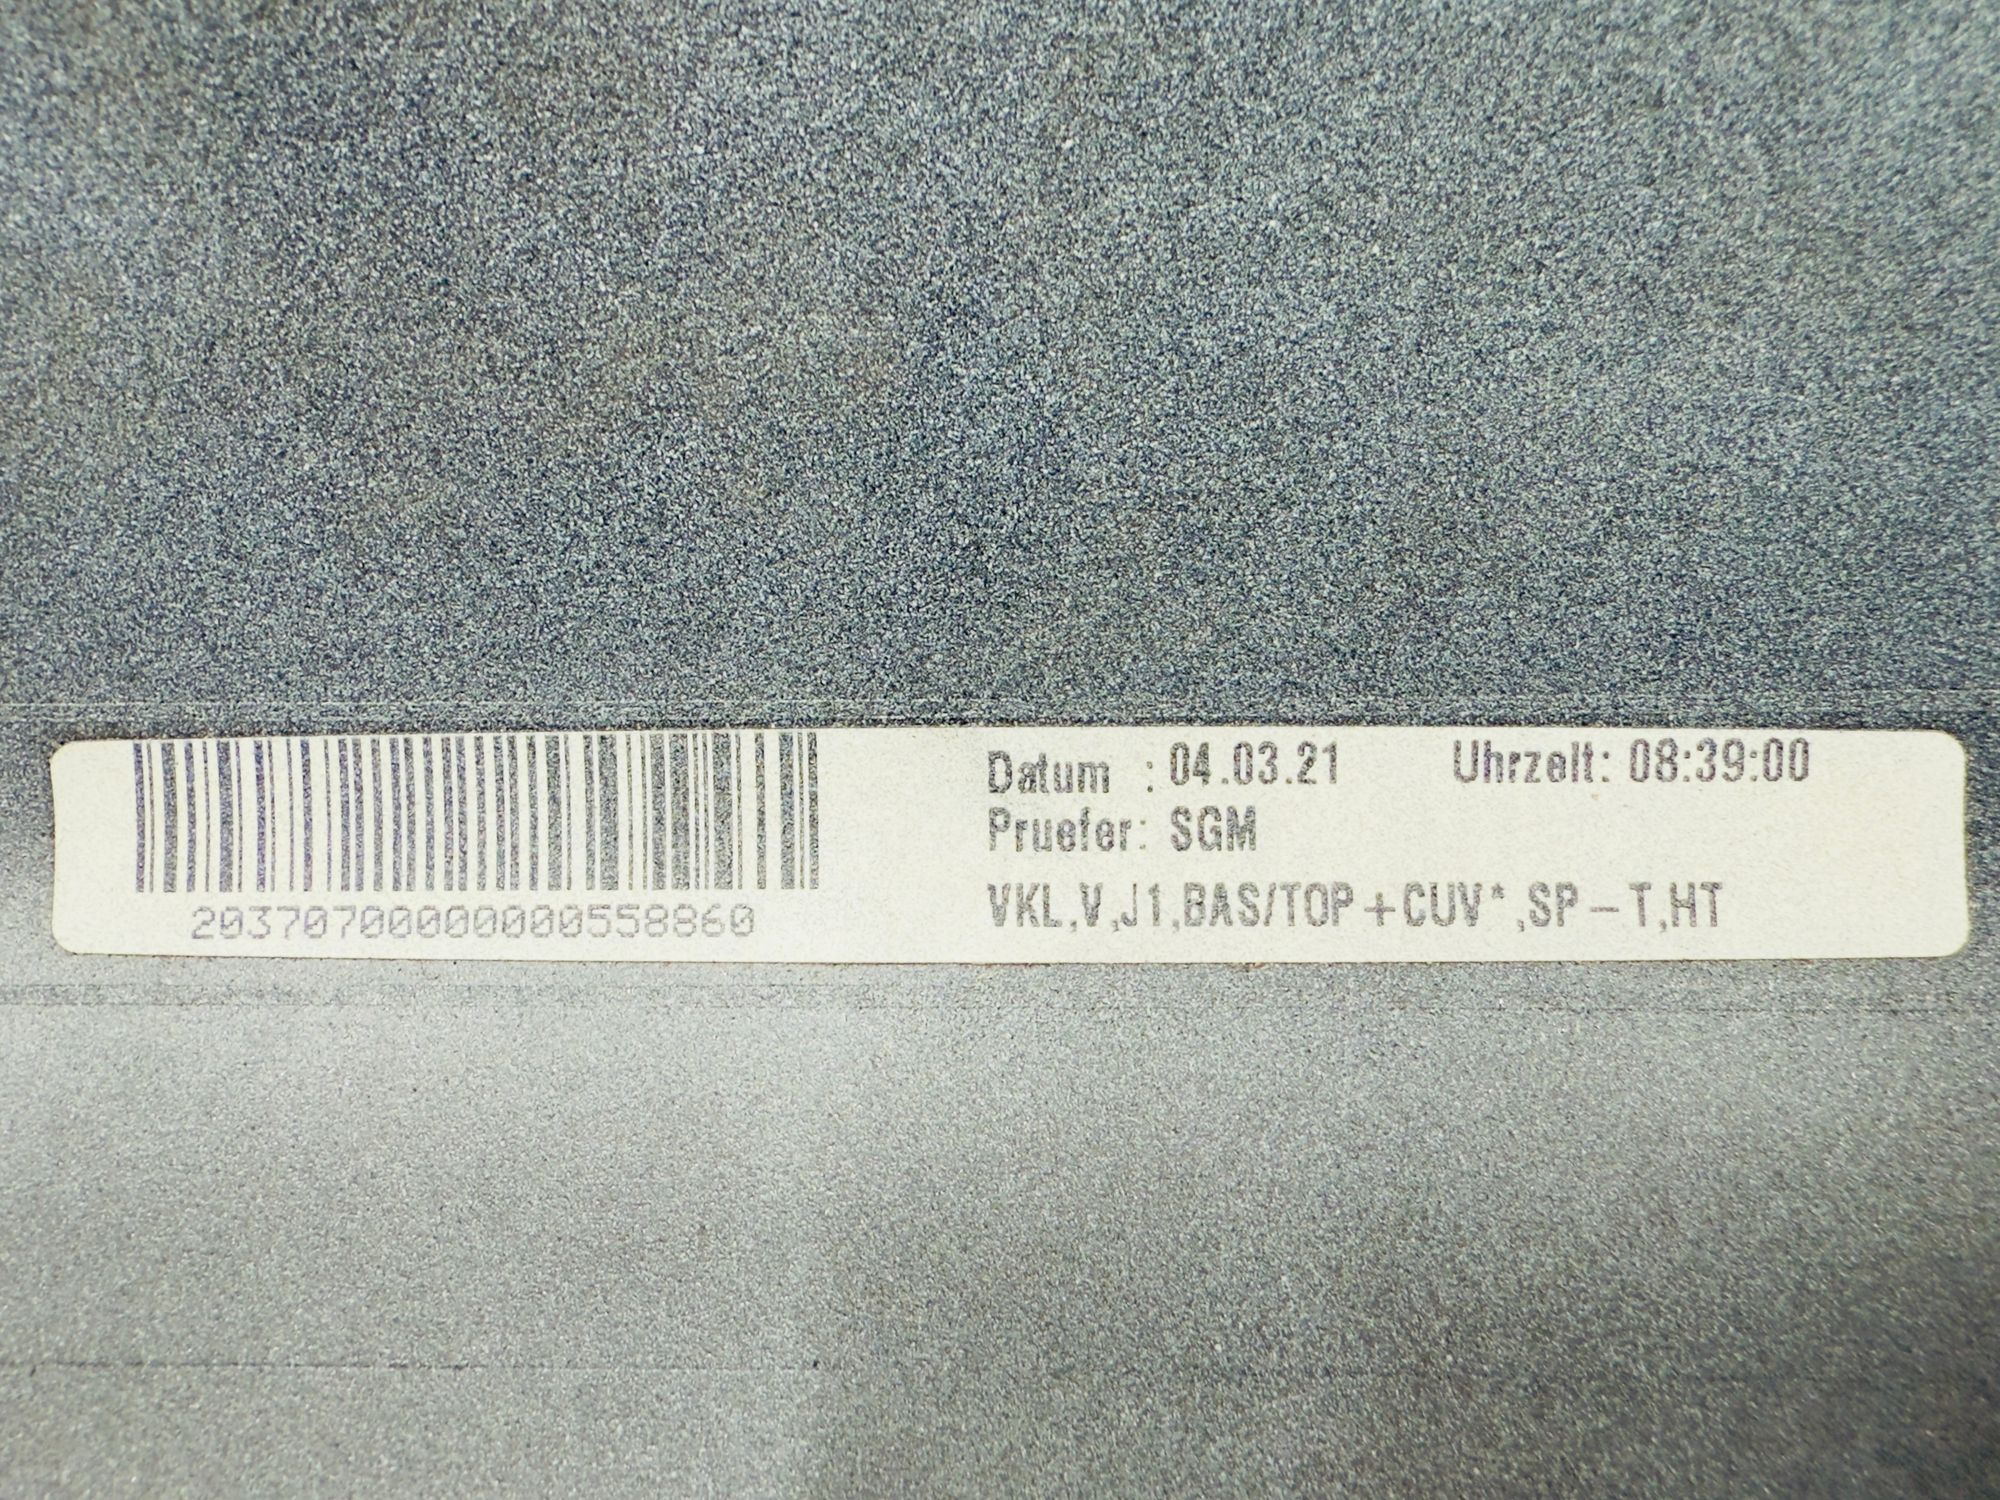 Datum : 04.03.21 Uhrzeit: 08:39:00
Pruefer: SGM
VKL,V,J1,BAS/TOP+CUV*,SP-T,HT
20370700000000558860